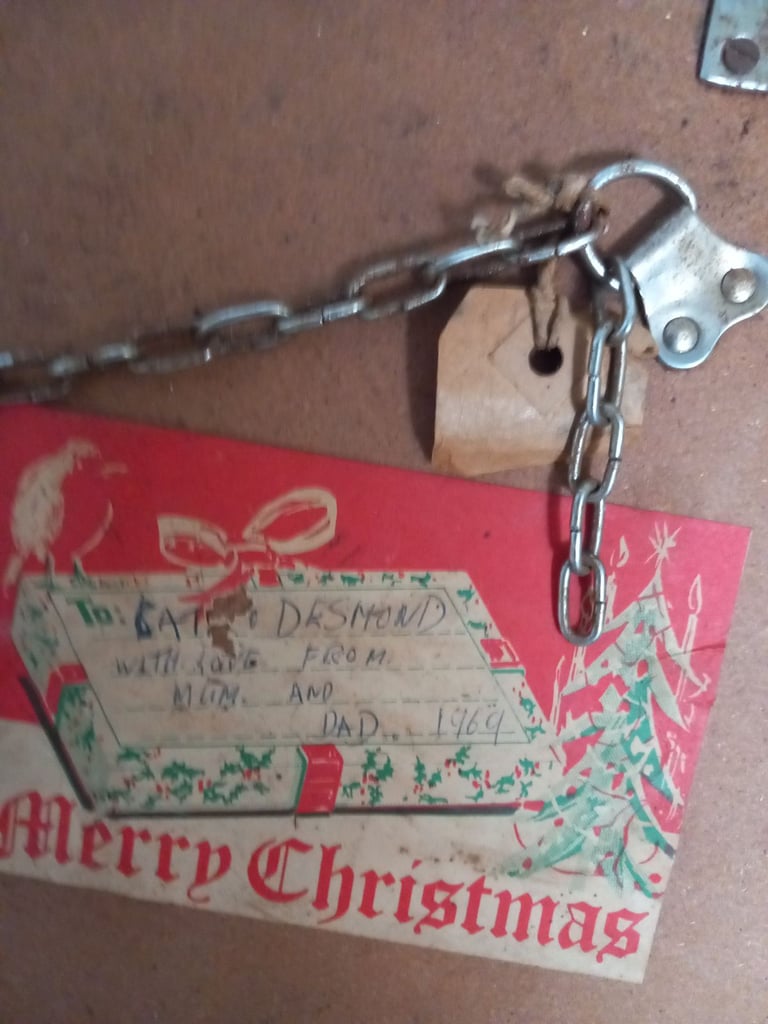 To: DESMOND
WITH LOVE FROM.
MUM. AND
DAD. 1969
Merry Christmas